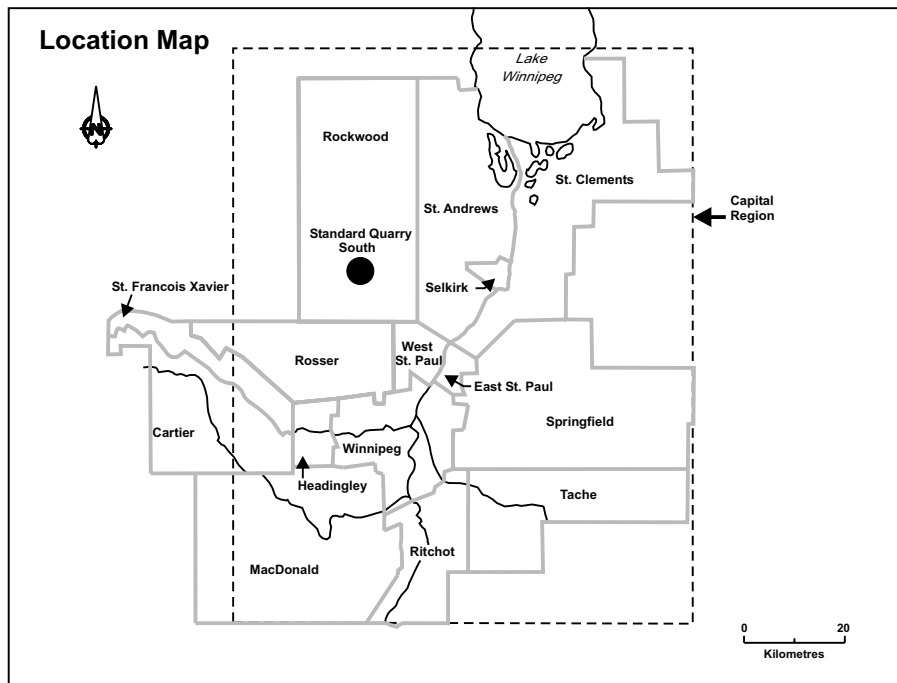 Location Map
Lake
Winnipeg
N
Rockwood
St. Clements
St. Andrews
Capital
Region
Standard Quarry
South
St. Francois Xavier
Selkirk
West
St. Paul
Rosser
East St. Paul
Springfield
Cartier
Winnipeg
Headingley
Tache
Ritchot
MacDonald
0 20
Kilometres